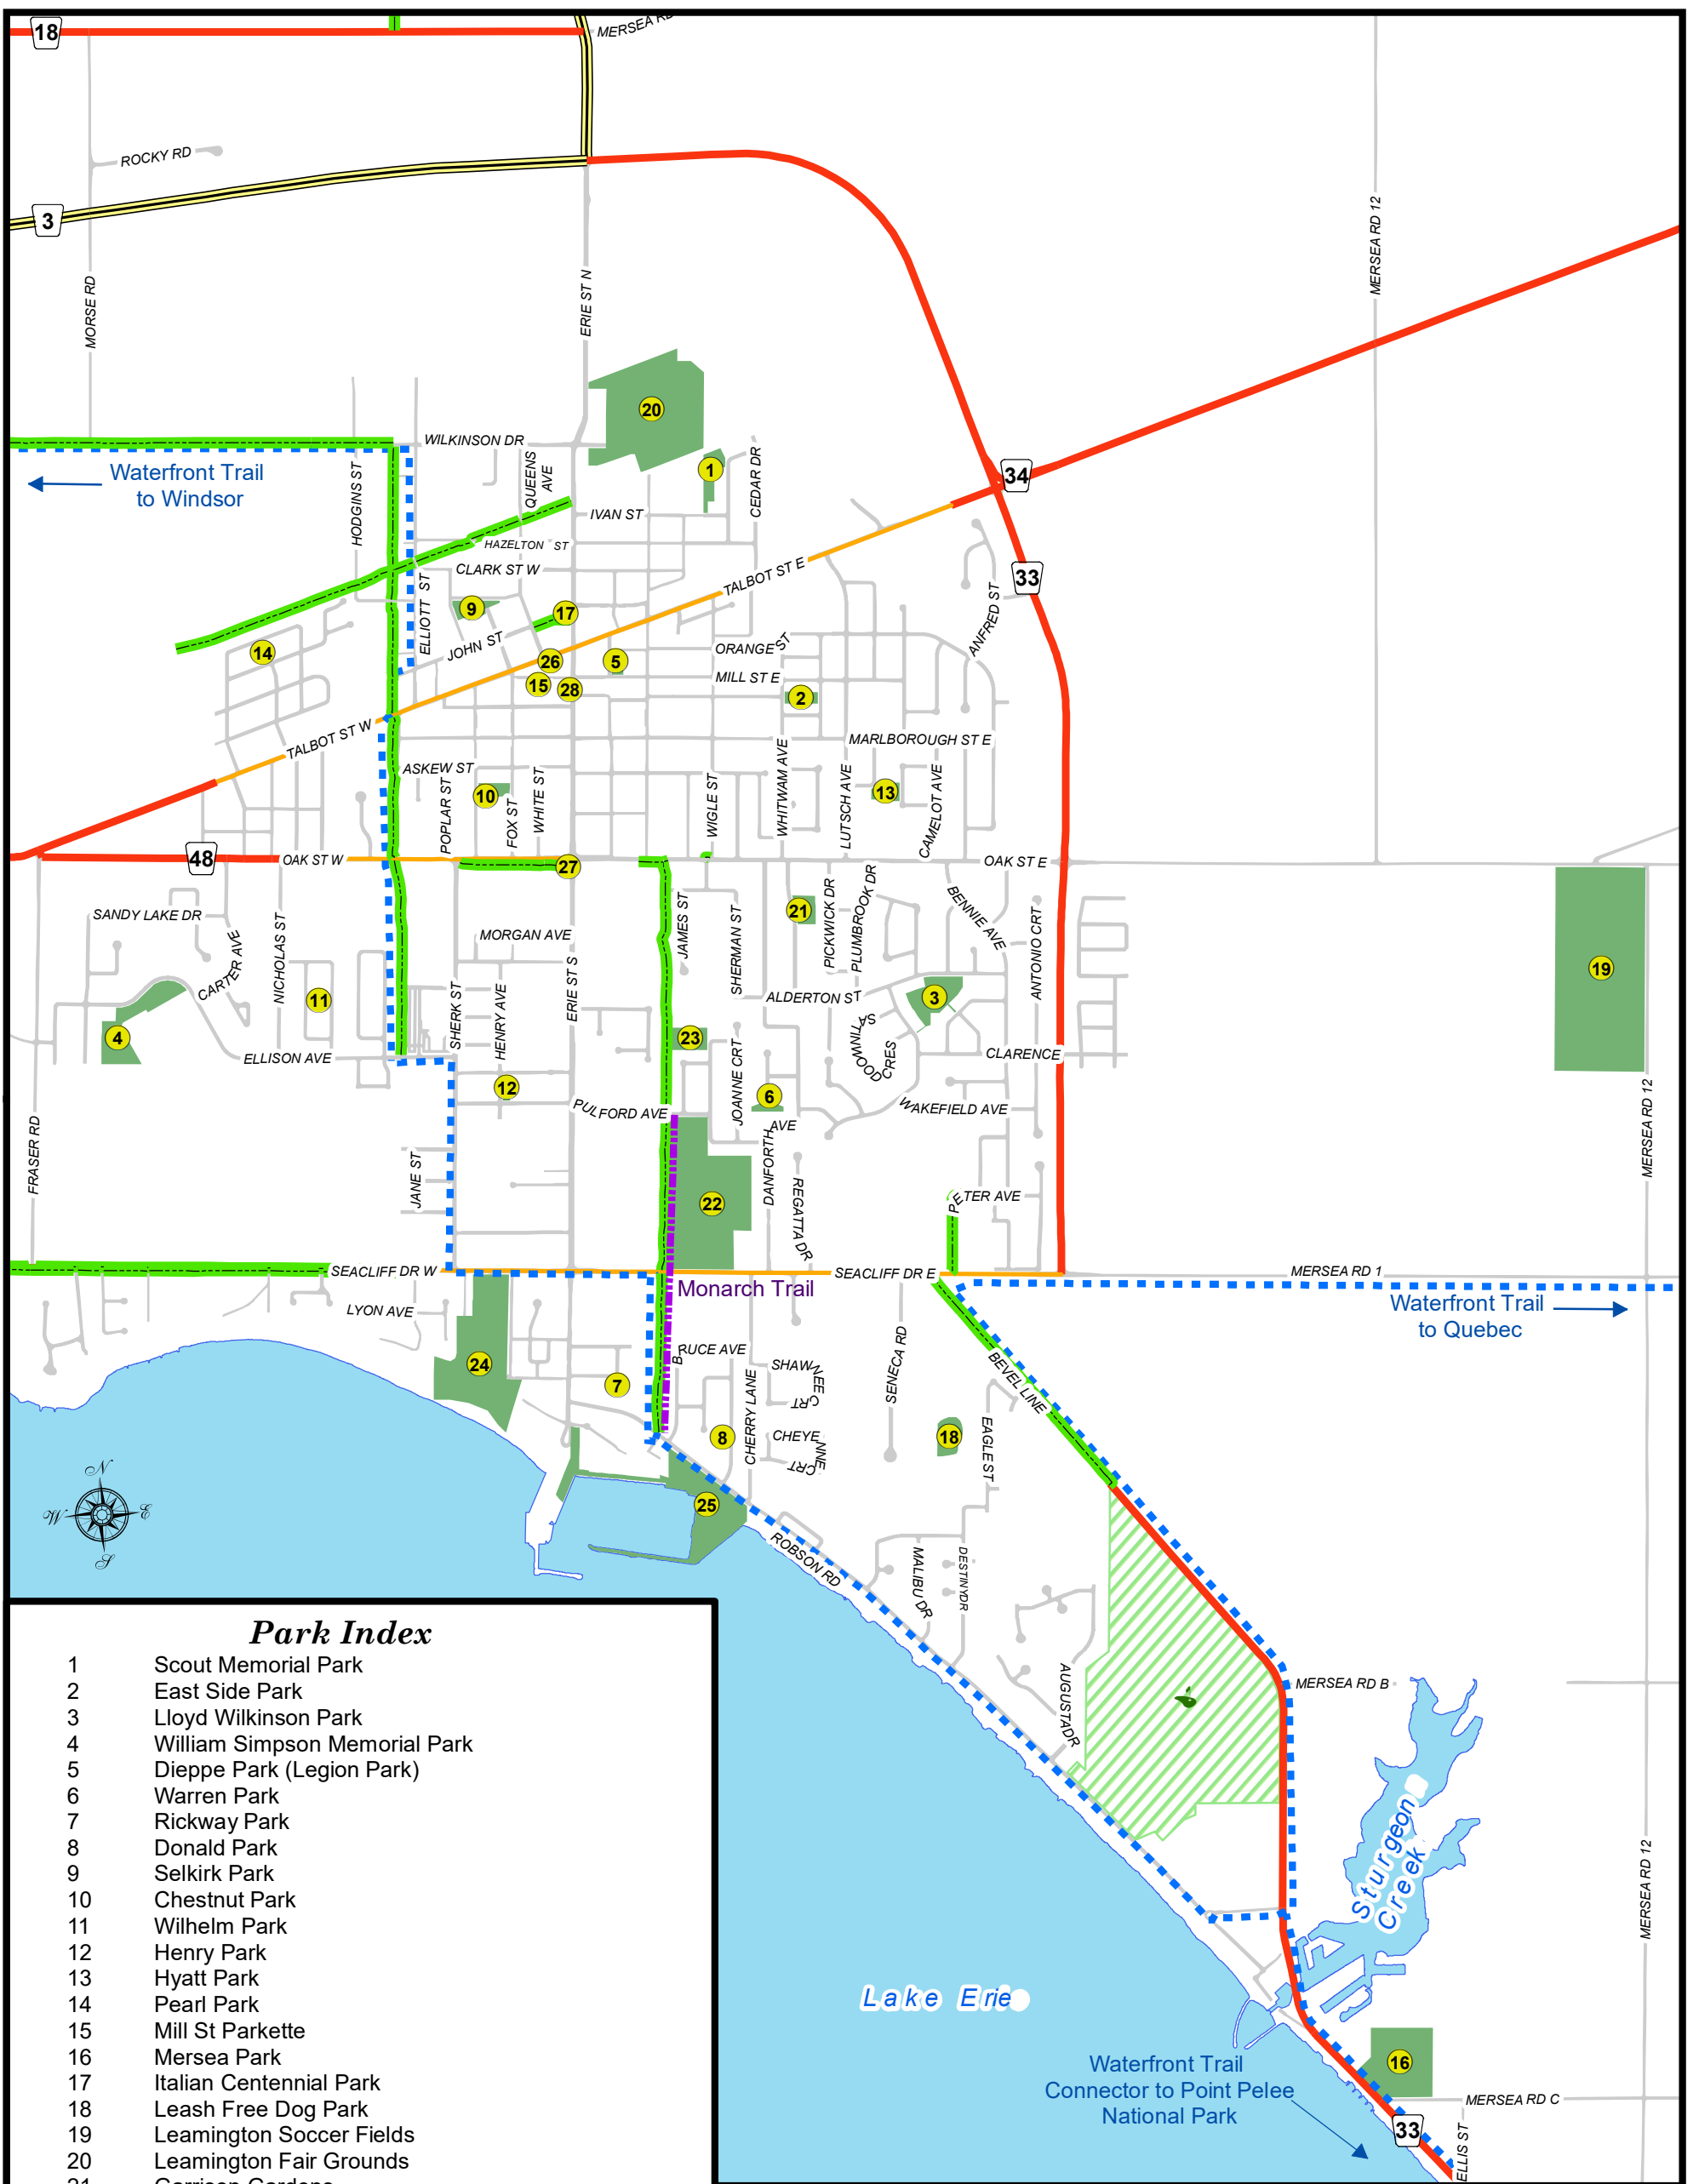 18
MERSEA RD
ROCKY RD
3
MORSE RD
ERIE ST N
MERSEA RD 12
20
WILKINSON DR
1
Waterfront Trail
to Windsor
HODGINS ST
QUEENS
AVE
CEDAR DR
34
IVAN ST
HAZELTON ST
CLARK ST W
TALBOT ST E
33
ELLIOTT ST
9
17
ANFRED ST
14
JOHN ST
26
5
ORANGE ST
MILL ST E
15
28
2
TALBOT ST W
MARLBOROUGH ST E
ASKEW ST
POPLAR ST
10
FOX ST
WHITE ST
WIGLE ST
WHITWAM AVE
LUTSCH AVE
13
CAMELOT AVE
48
OAK ST W
27
OAK ST E
SANDY LAKE DR
CARTER AVE
NICHOLAS ST
MORGAN AVE
JAMES ST
SHERMAN ST
21
PICKWICK DR
PLUMBROOK DR
BENNIE AVE
ANTONIO CRT
19
11
SHERK ST
HENRY AVE
ERIE ST S
ALDERTON ST
3
4
ELLISON AVE
23
JOANNE CRT
SATINWOOD
CRES
CLARENCE
12
6
PULFORD AVE
WAKEFIELD AVE
FRASER RD
JANE ST
DANFORTH
AVE
REGATTA DR
22
PETER AVE
MERSEA RD 12
SEACLIFF DR W
SEACLIFF DR E
MERSEA RD 1
Monarch Trail
Waterfront Trail
to Quebec
LYON AVE
24
7
BRUCE AVE
SHAWNEE CRT
SENECA RD
BEVEL LINE
8
CHERRY LANE
CHEYENNE CRT
18
EAGLE ST
N
W
E
S
25
ROBSON RD
MALIBU DR
DESTINY DR
AUGUSTA DR
MERSEA RD B
Sturgeon
Creek
MERSEA RD 12
Lake Erie
Waterfront Trail
Connector to Point Pelee
National Park
16
MERSEA RD C
33
ELLIS ST
Park Index
1 Scout Memorial Park
2 East Side Park
3 Lloyd Wilkinson Park
4 William Simpson Memorial Park
5 Dieppe Park (Legion Park)
6 Warren Park
7 Rickway Park
8 Donald Park
9 Selkirk Park
10 Chestnut Park
11 Wilhelm Park
12 Henry Park
13 Hyatt Park
14 Pearl Park
15 Mill St Parkette
16 Mersea Park
17 Italian Centennial Park
18 Leash Free Dog Park
19 Leamington Soccer Fields
20 Leamington Fair Grounds